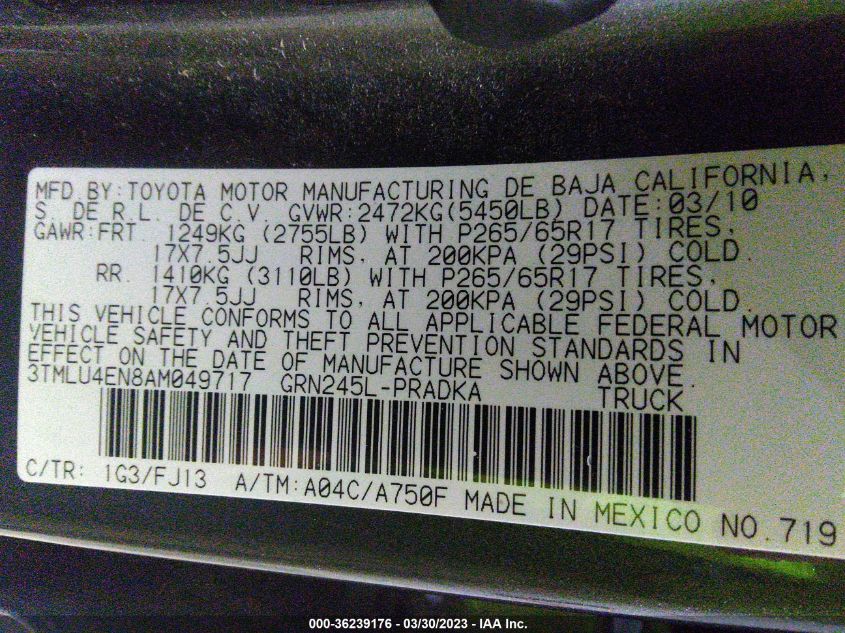 MFD BY:TOYOTA MOTOR MANUFACTURING DE BAJA CALIFORNIA,
S. DE R.L. DE C.V. GVWR:2472KG(5450LB) DATE:03/10
GAWR:FRT. 1249KG (2755LB) WITH P265/65R17 TIRES,
17X7.5JJ RIMS, AT 200KPA (29PSI) COLD.
RR. 1410KG (3110LB) WITH P265/65R17 TIRES,
17X7.5JJ RIMS, AT 200KPA (29PSI) COLD.
THIS VEHICLE CONFORMS TO ALL APPLICABLE FEDERAL MOTOR
VEHICLE SAFETY AND THEFT PREVENTION STANDARDS IN
EFFECT ON THE DATE OF MANUFACTURE SHOWN ABOVE.
3TMLU4EN8AM049717 GRN245L-PRADKA TRUCK
C/TR: 1G3/FJ13 A/TM:A04C/A750F MADE IN MEXICO NO.719
000-36239176 - 03/30/2023 - IAA Inc.